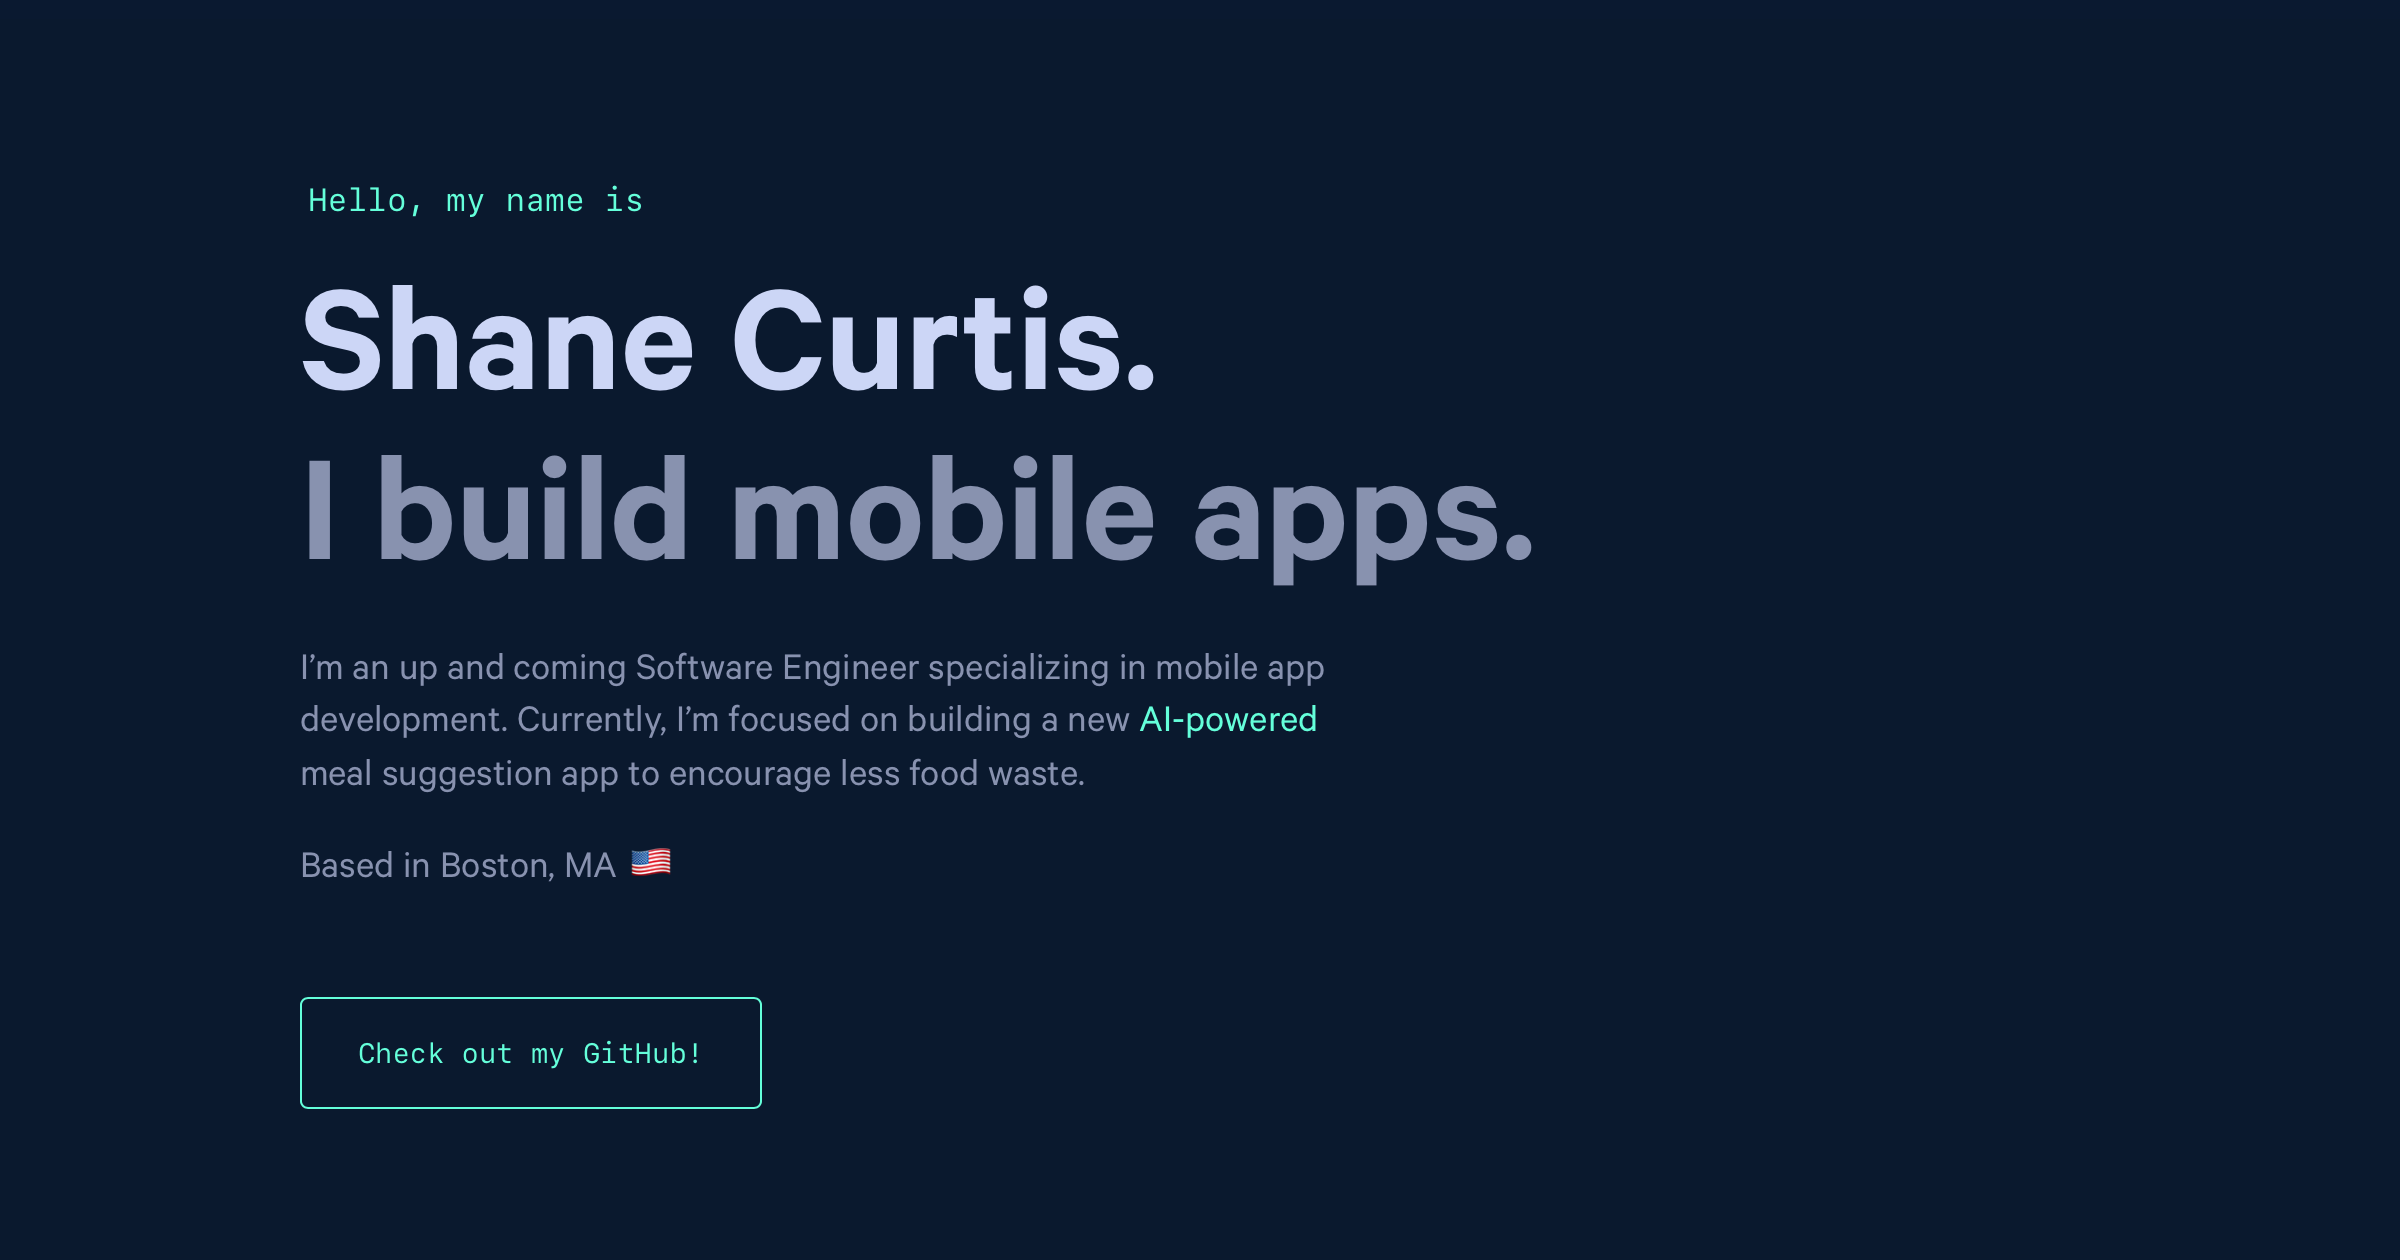 Hello, my name is
Shane Curtis.
I build mobile apps.
I’m an up and coming Software Engineer specializing in mobile app
development. Currently, I’m focused on building a new AI-powered
meal suggestion app to encourage less food waste.
Based in Boston, MA 🇺🇸
Check out my GitHub!